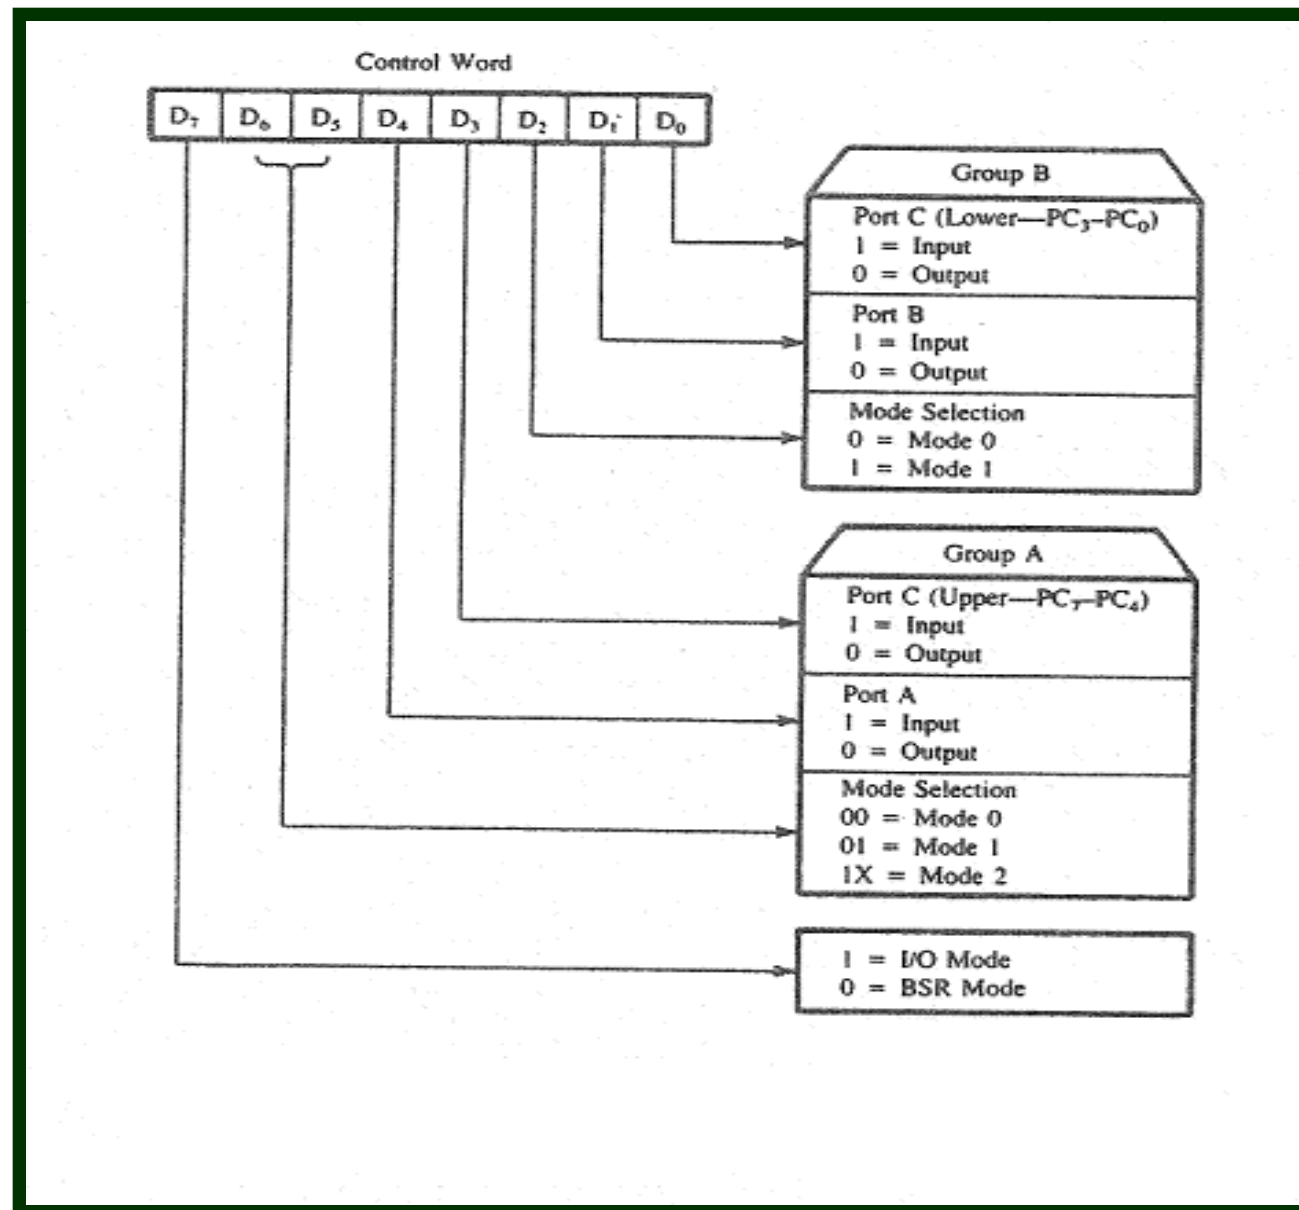 Control Word
D₇ D₆ D₅ D₄ D₃ D₂ D₁ D₀
Group B
Port C (Lower—PC₃–PC₀)
1 = Input
0 = Output
Port B
1 = Input
0 = Output
Mode Selection
0 = Mode 0
1 = Mode 1
Group A
Port C (Upper—PC₇–PC₄)
1 = Input
0 = Output
Port A
1 = Input
0 = Output
Mode Selection
00 = Mode 0
01 = Mode 1
1X = Mode 2
1 = I/O Mode
0 = BSR Mode